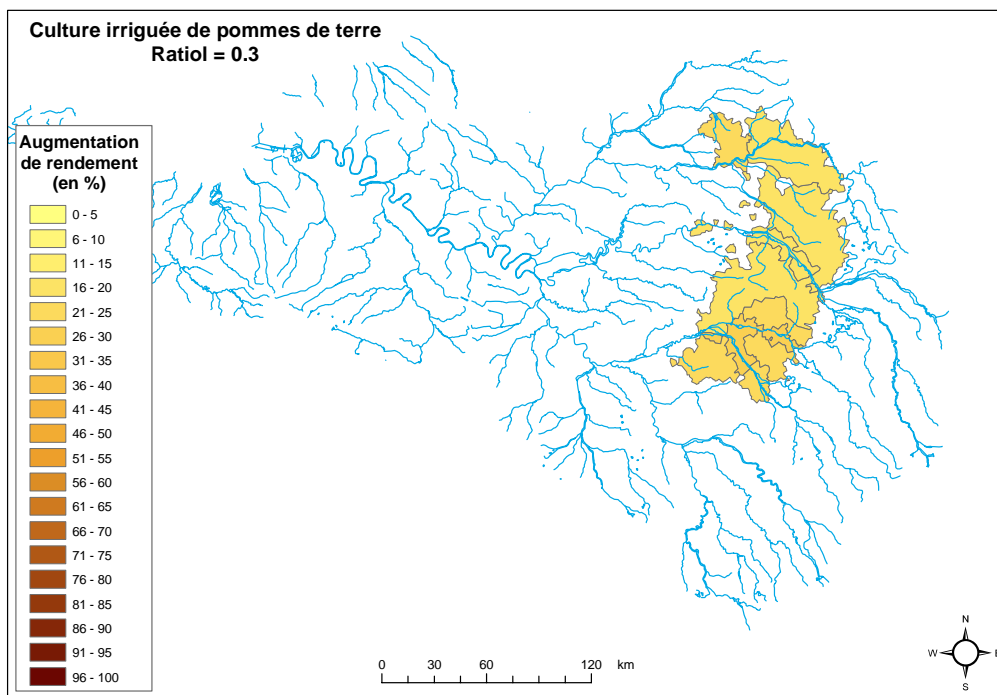 Culture irriguée de pommes de terre
Ratiol = 0.3
Augmentation
de rendement
(en %)
0 - 5
6 - 10
11 - 15
16 - 20
21 - 25
26 - 30
31 - 35
36 - 40
41 - 45
46 - 50
51 - 55
56 - 60
61 - 65
66 - 70
71 - 75
76 - 80
81 - 85
86 - 90
91 - 95
96 - 100
0 30 60 120 km
N
W E
S